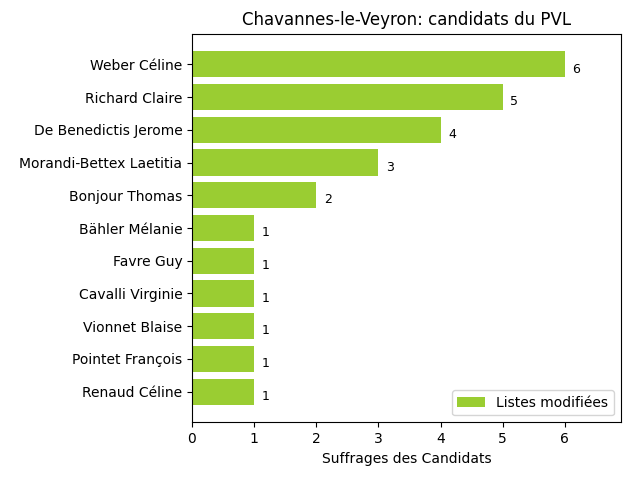 Chavannes-le-Veyron: candidats du PVL
Weber Céline 6
Richard Claire 5
De Benedictis Jerome 4
Morandi-Bettex Laetitia 3
Bonjour Thomas 2
Bähler Mélanie 1
Favre Guy 1
Cavalli Virginie 1
Vionnet Blaise 1
Pointet François 1
Renaud Céline 1
Listes modifiées
0 1 2 3 4 5 6
Suffrages des Candidats